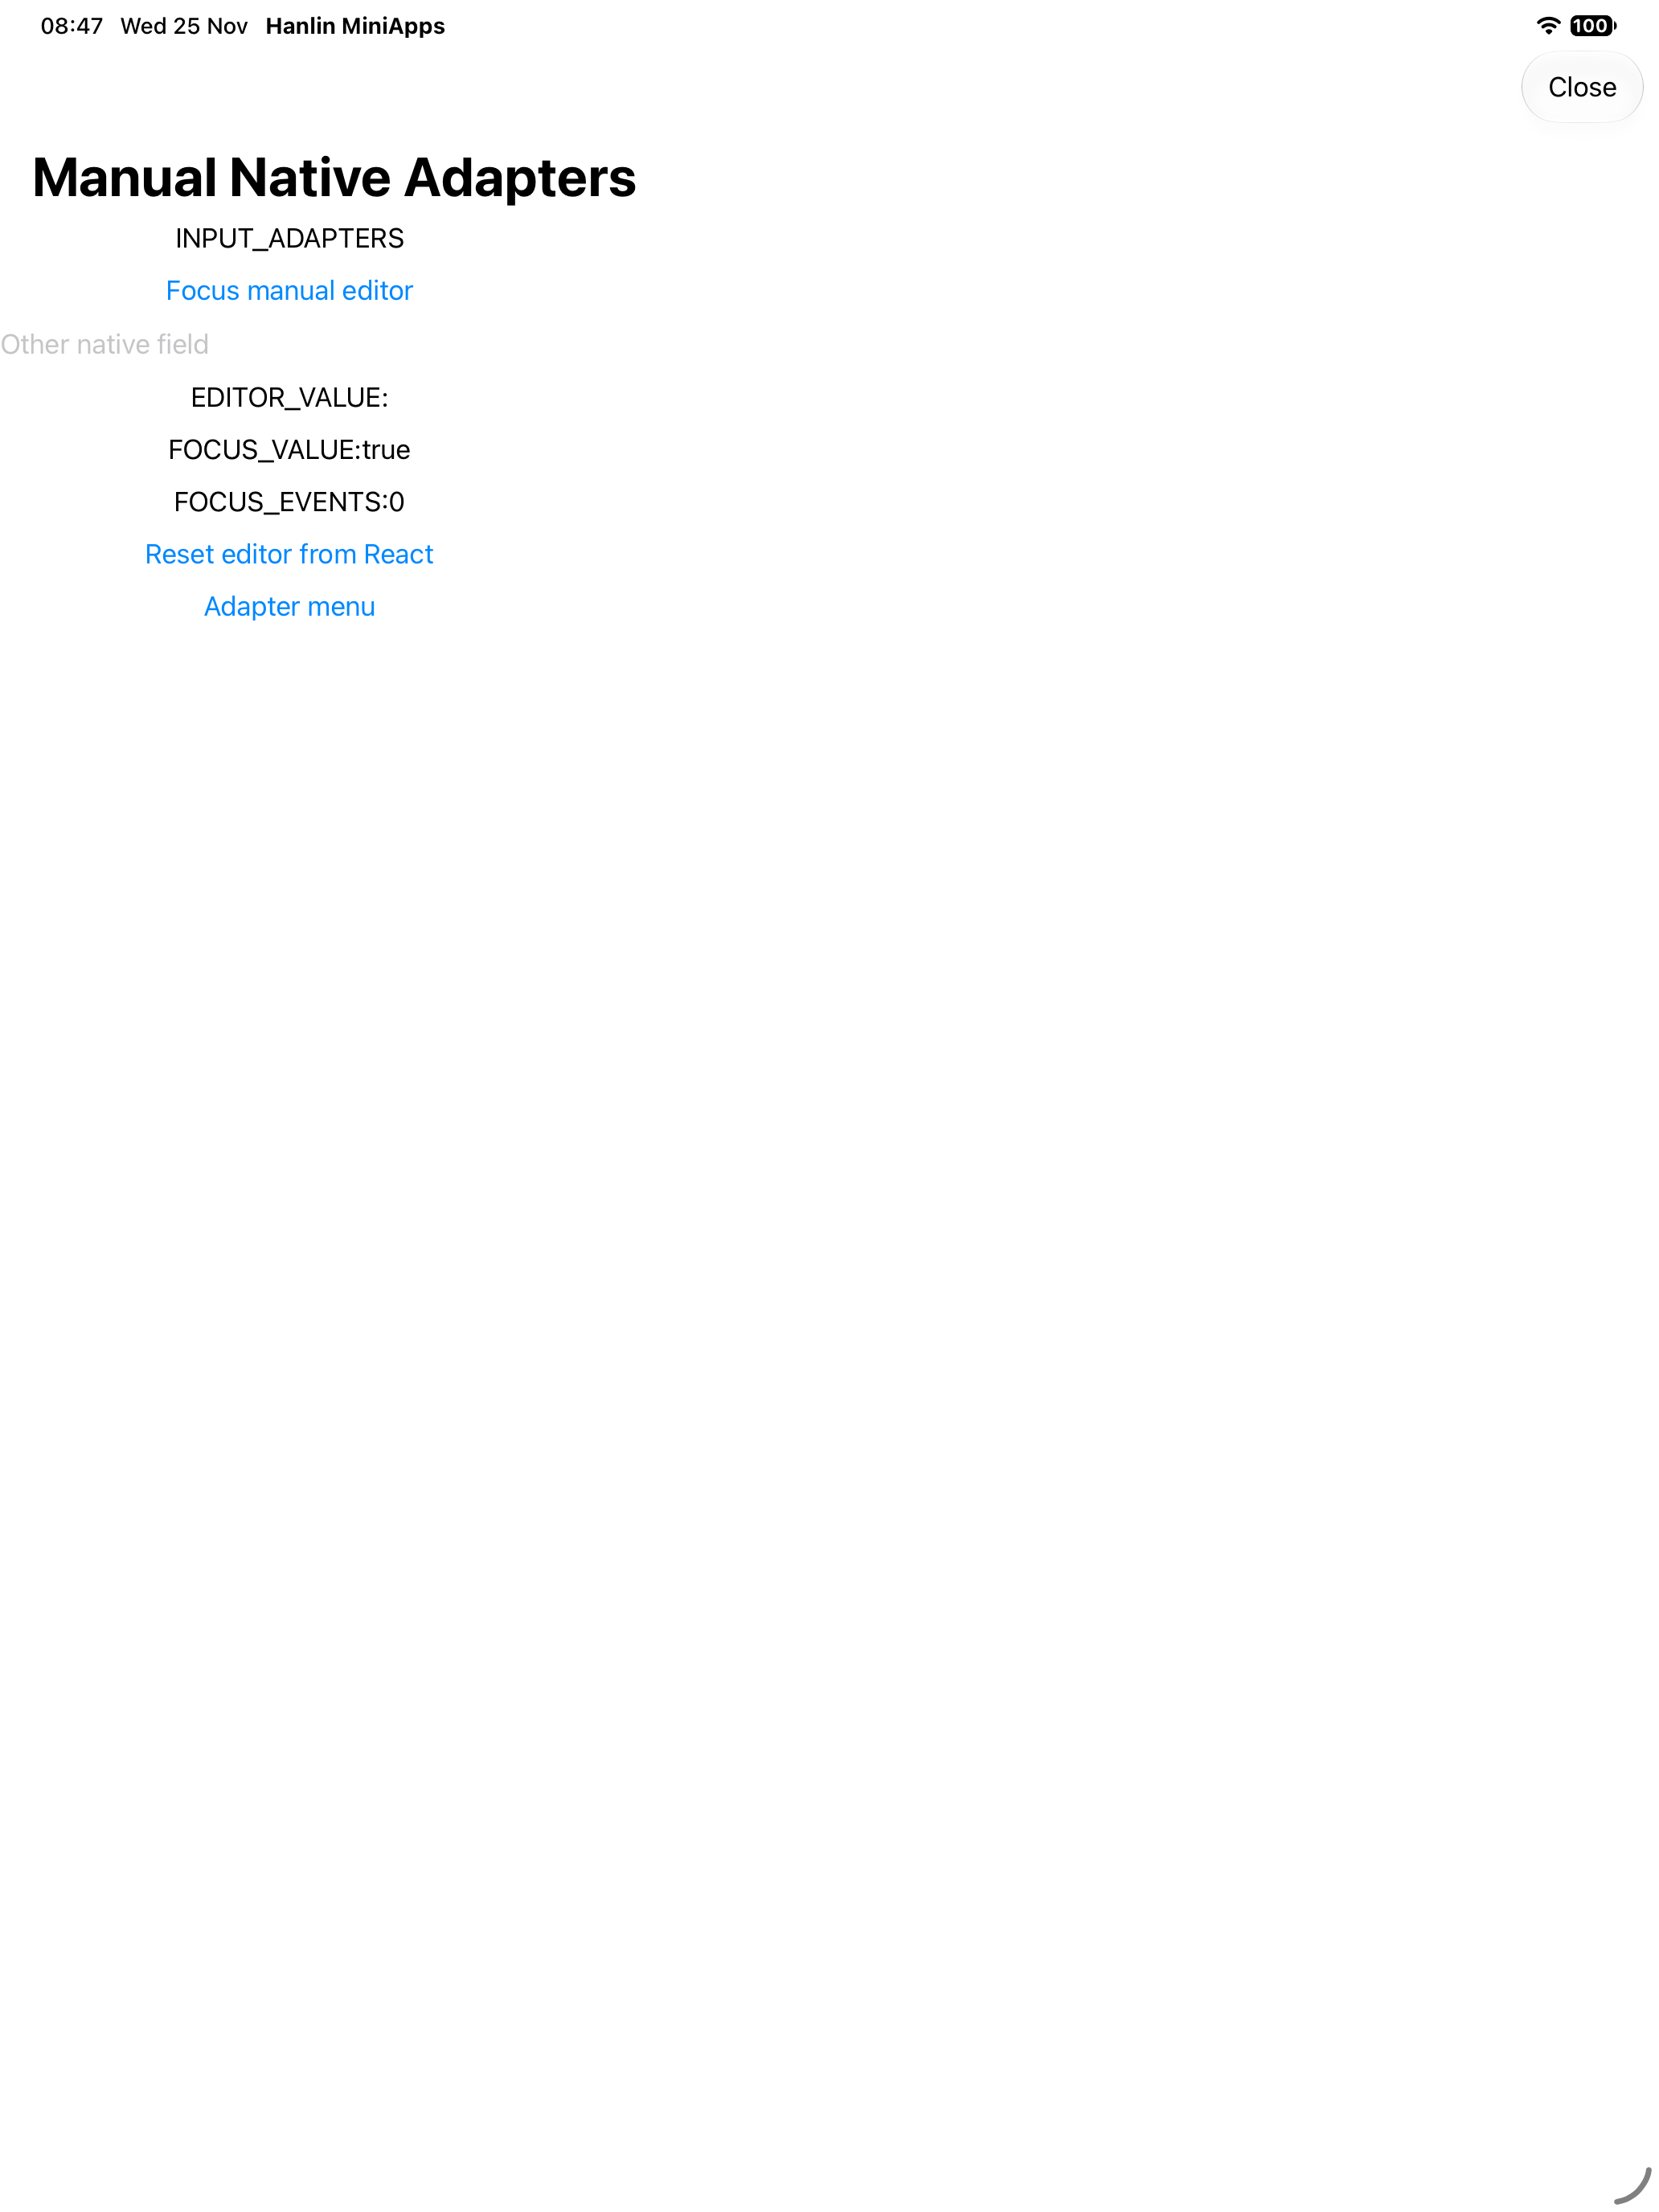 08:47 Wed 25 Nov Hanlin MiniApps 100
Close
Manual Native Adapters
INPUT_ADAPTERS
Focus manual editor
Other native field
EDITOR_VALUE:
FOCUS_VALUE:true
FOCUS_EVENTS:0
Reset editor from React
Adapter menu